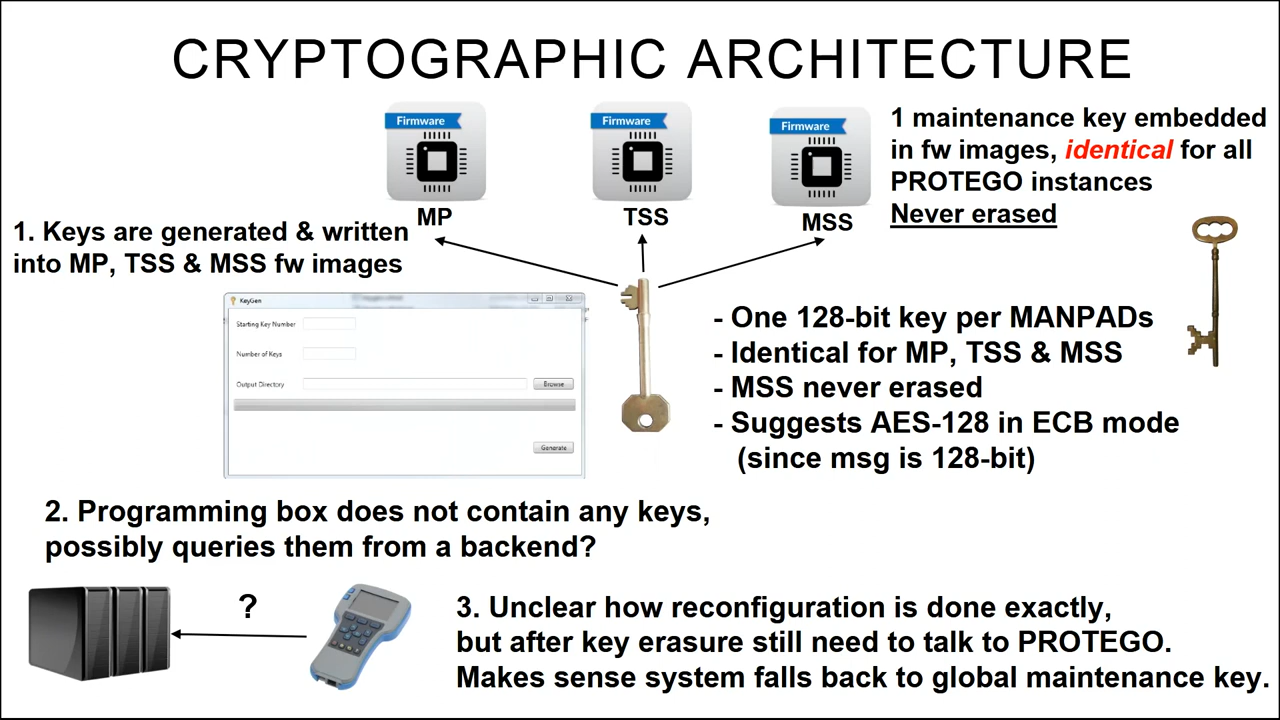 CRYPTOGRAPHIC ARCHITECTURE
Firmware
Firmware
Firmware
MP
TSS
MSS
1 maintenance key embedded
in fw images, identical for all
PROTEGO instances
Never erased
1. Keys are generated & written
into MP, TSS & MSS fw images
KeyGen
Starting Key Number
Number of Keys
Output Directory
Browse
Generate
- One 128-bit key per MANPADs
- Identical for MP, TSS & MSS
- MSS never erased
- Suggests AES-128 in ECB mode
(since msg is 128-bit)
2. Programming box does not contain any keys,
possibly queries them from a backend?
?
3. Unclear how reconfiguration is done exactly,
but after key erasure still need to talk to PROTEGO.
Makes sense system falls back to global maintenance key.